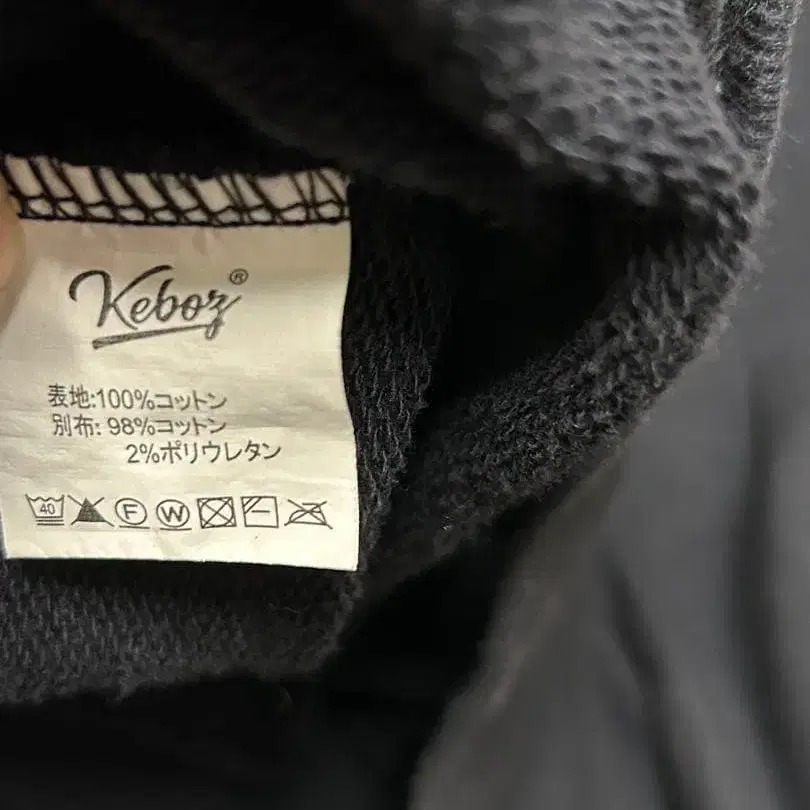 Keboz®
表地:100%コットン
別布: 98%コットン
2%ポリウレタン
40 F W